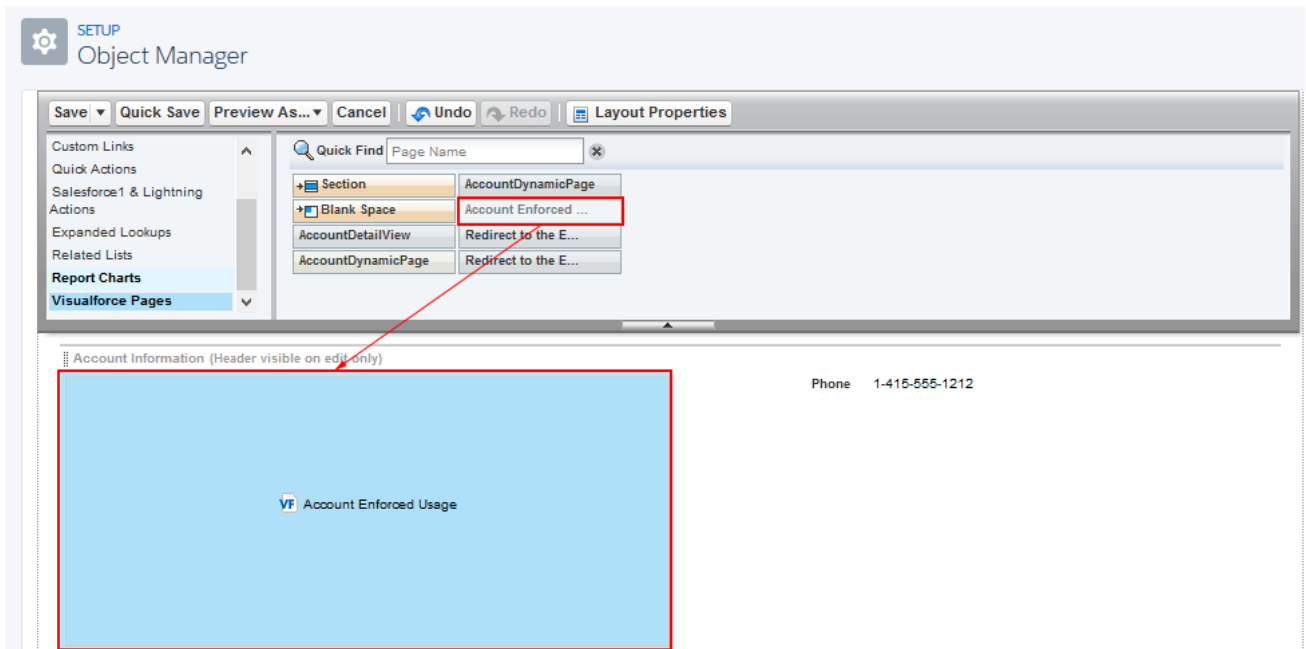 SETUP
Object Manager
Save Quick Save Preview As... Cancel Undo Redo Layout Properties
Custom Links
Quick Actions
Salesforce1 & Lightning
Actions
Expanded Lookups
Related Lists
Report Charts
Visualforce Pages
Quick Find Page Name
Section AccountDynamicPage
Blank Space Account Enforced ...
AccountDetailView Redirect to the E...
AccountDynamicPage Redirect to the E...
Account Information (Header visible on edit only)
Phone 1-415-555-1212
VF Account Enforced Usage